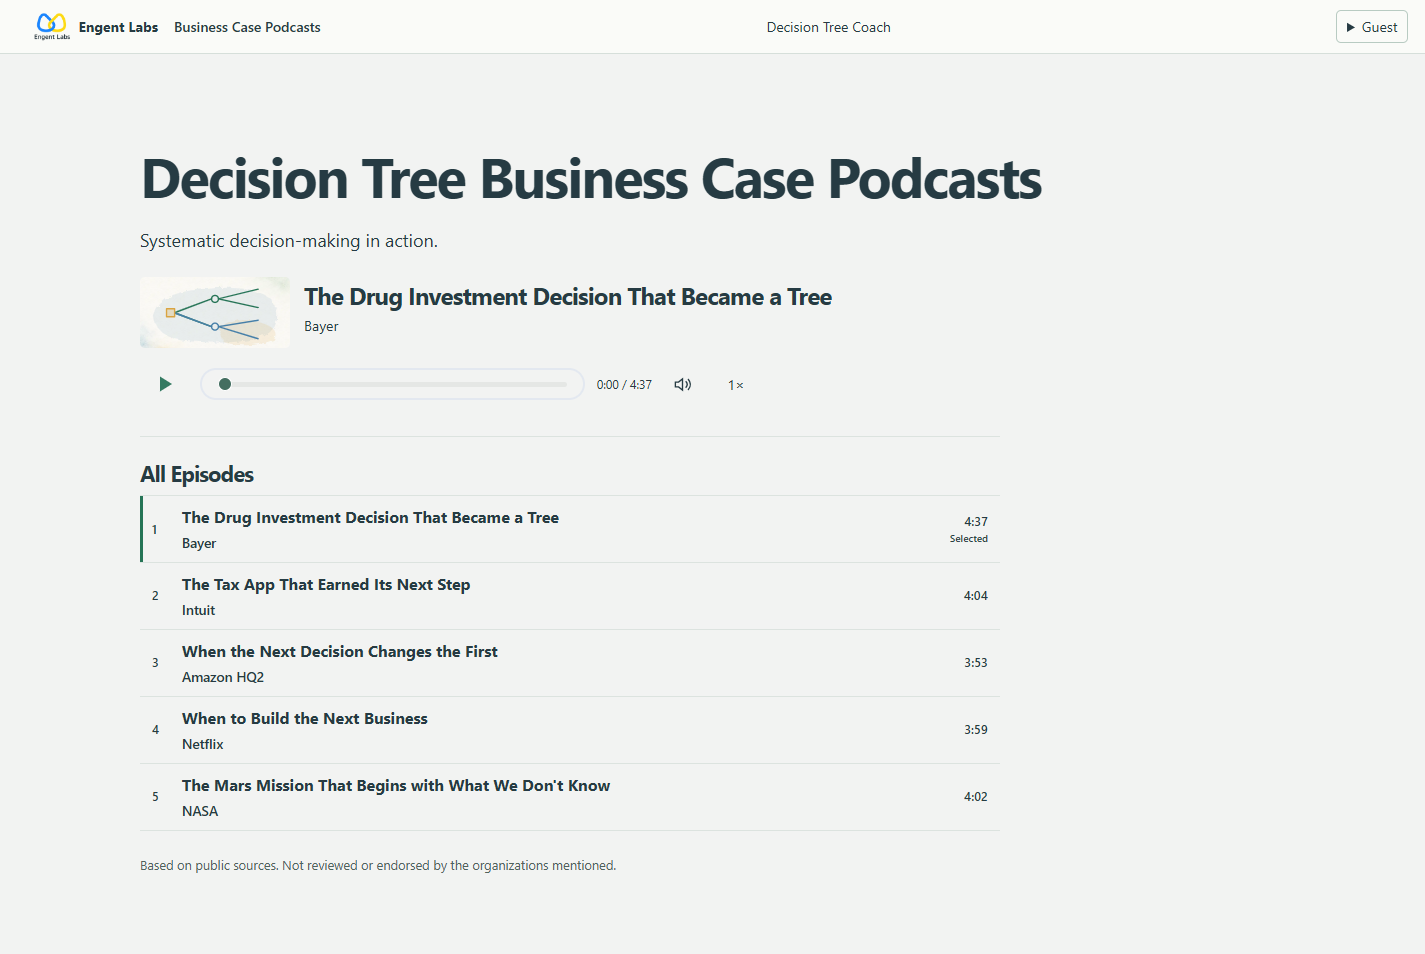 Engent Labs
Engent Labs
Business Case Podcasts
Decision Tree Coach
Guest
Decision Tree Business Case Podcasts
Systematic decision-making in action.
The Drug Investment Decision That Became a Tree
Bayer
0:00 / 4:37
1×
All Episodes
1
The Drug Investment Decision That Became a Tree
Bayer
4:37
Selected
2
The Tax App That Earned Its Next Step
Intuit
4:04
3
When the Next Decision Changes the First
Amazon HQ2
3:53
4
When to Build the Next Business
Netflix
3:59
5
The Mars Mission That Begins with What We Don't Know
NASA
4:02
Based on public sources. Not reviewed or endorsed by the organizations mentioned.